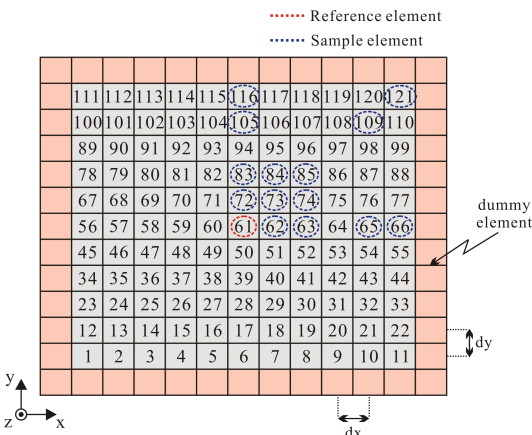 Reference element
Sample element
111 112 113 114 115 116 117 118 119 120 121
100 101 102 103 104 105 106 107 108 109 110
89 90 91 92 93 94 95 96 97 98 99
78 79 80 81 82 83 84 85 86 87 88
67 68 69 70 71 72 73 74 75 76 77
dummy
element
56 57 58 59 60 61 62 63 64 65 66
45 46 47 48 49 50 51 52 53 54 55
34 35 36 37 38 39 40 41 42 43 44
23 24 25 26 27 28 29 30 31 32 33
12 13 14 15 16 17 18 19 20 21 22
dy
1 2 3 4 5 6 7 8 9 10 11
y
z x
dx